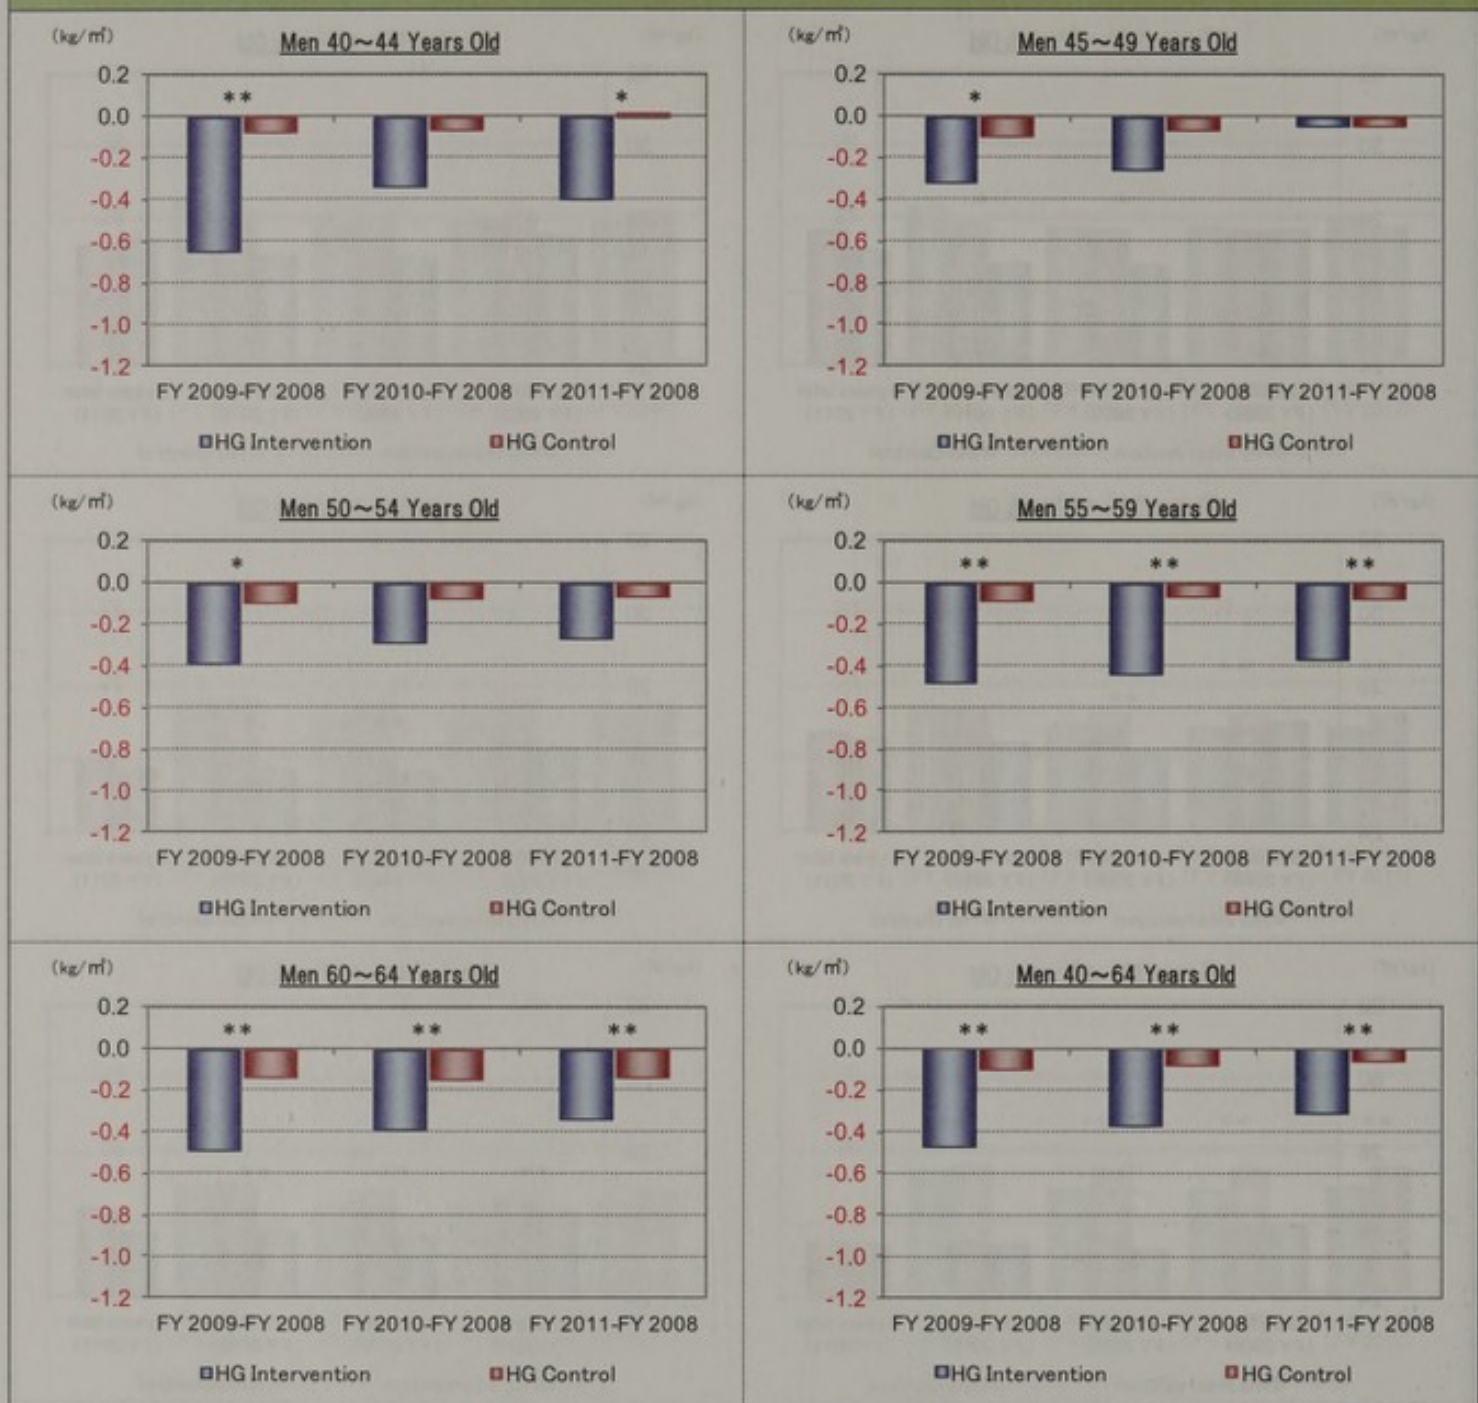 (kg/㎡)
Men 40～44 Years Old
0.2
0.0
-0.2
-0.4
-0.6
-0.8
-1.0
-1.2
**
*
FY 2009-FY 2008 FY 2010-FY 2008 FY 2011-FY 2008
HG Intervention HG Control
(kg/㎡)
Men 45～49 Years Old
0.2
0.0
-0.2
-0.4
-0.6
-0.8
-1.0
-1.2
*
FY 2009-FY 2008 FY 2010-FY 2008 FY 2011-FY 2008
HG Intervention HG Control
(kg/㎡)
Men 50～54 Years Old
0.2
0.0
-0.2
-0.4
-0.6
-0.8
-1.0
-1.2
*
FY 2009-FY 2008 FY 2010-FY 2008 FY 2011-FY 2008
HG Intervention HG Control
(kg/㎡)
Men 55～59 Years Old
0.2
0.0
-0.2
-0.4
-0.6
-0.8
-1.0
-1.2
** ** **
FY 2009-FY 2008 FY 2010-FY 2008 FY 2011-FY 2008
HG Intervention HG Control
(kg/㎡)
Men 60～64 Years Old
0.2
0.0
-0.2
-0.4
-0.6
-0.8
-1.0
-1.2
** ** **
FY 2009-FY 2008 FY 2010-FY 2008 FY 2011-FY 2008
HG Intervention HG Control
(kg/㎡)
Men 40～64 Years Old
0.2
0.0
-0.2
-0.4
-0.6
-0.8
-1.0
-1.2
** ** **
FY 2009-FY 2008 FY 2010-FY 2008 FY 2011-FY 2008
HG Intervention HG Control